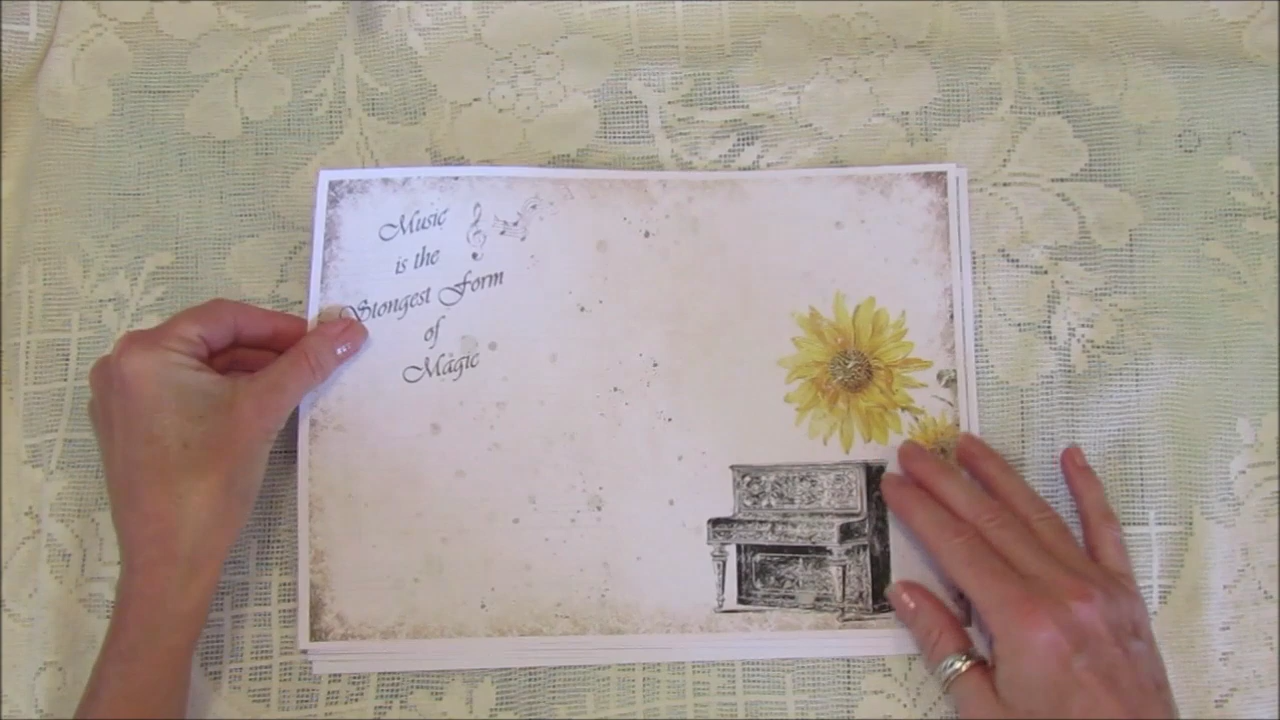 Music
is the
Stongest Form
of
Magic